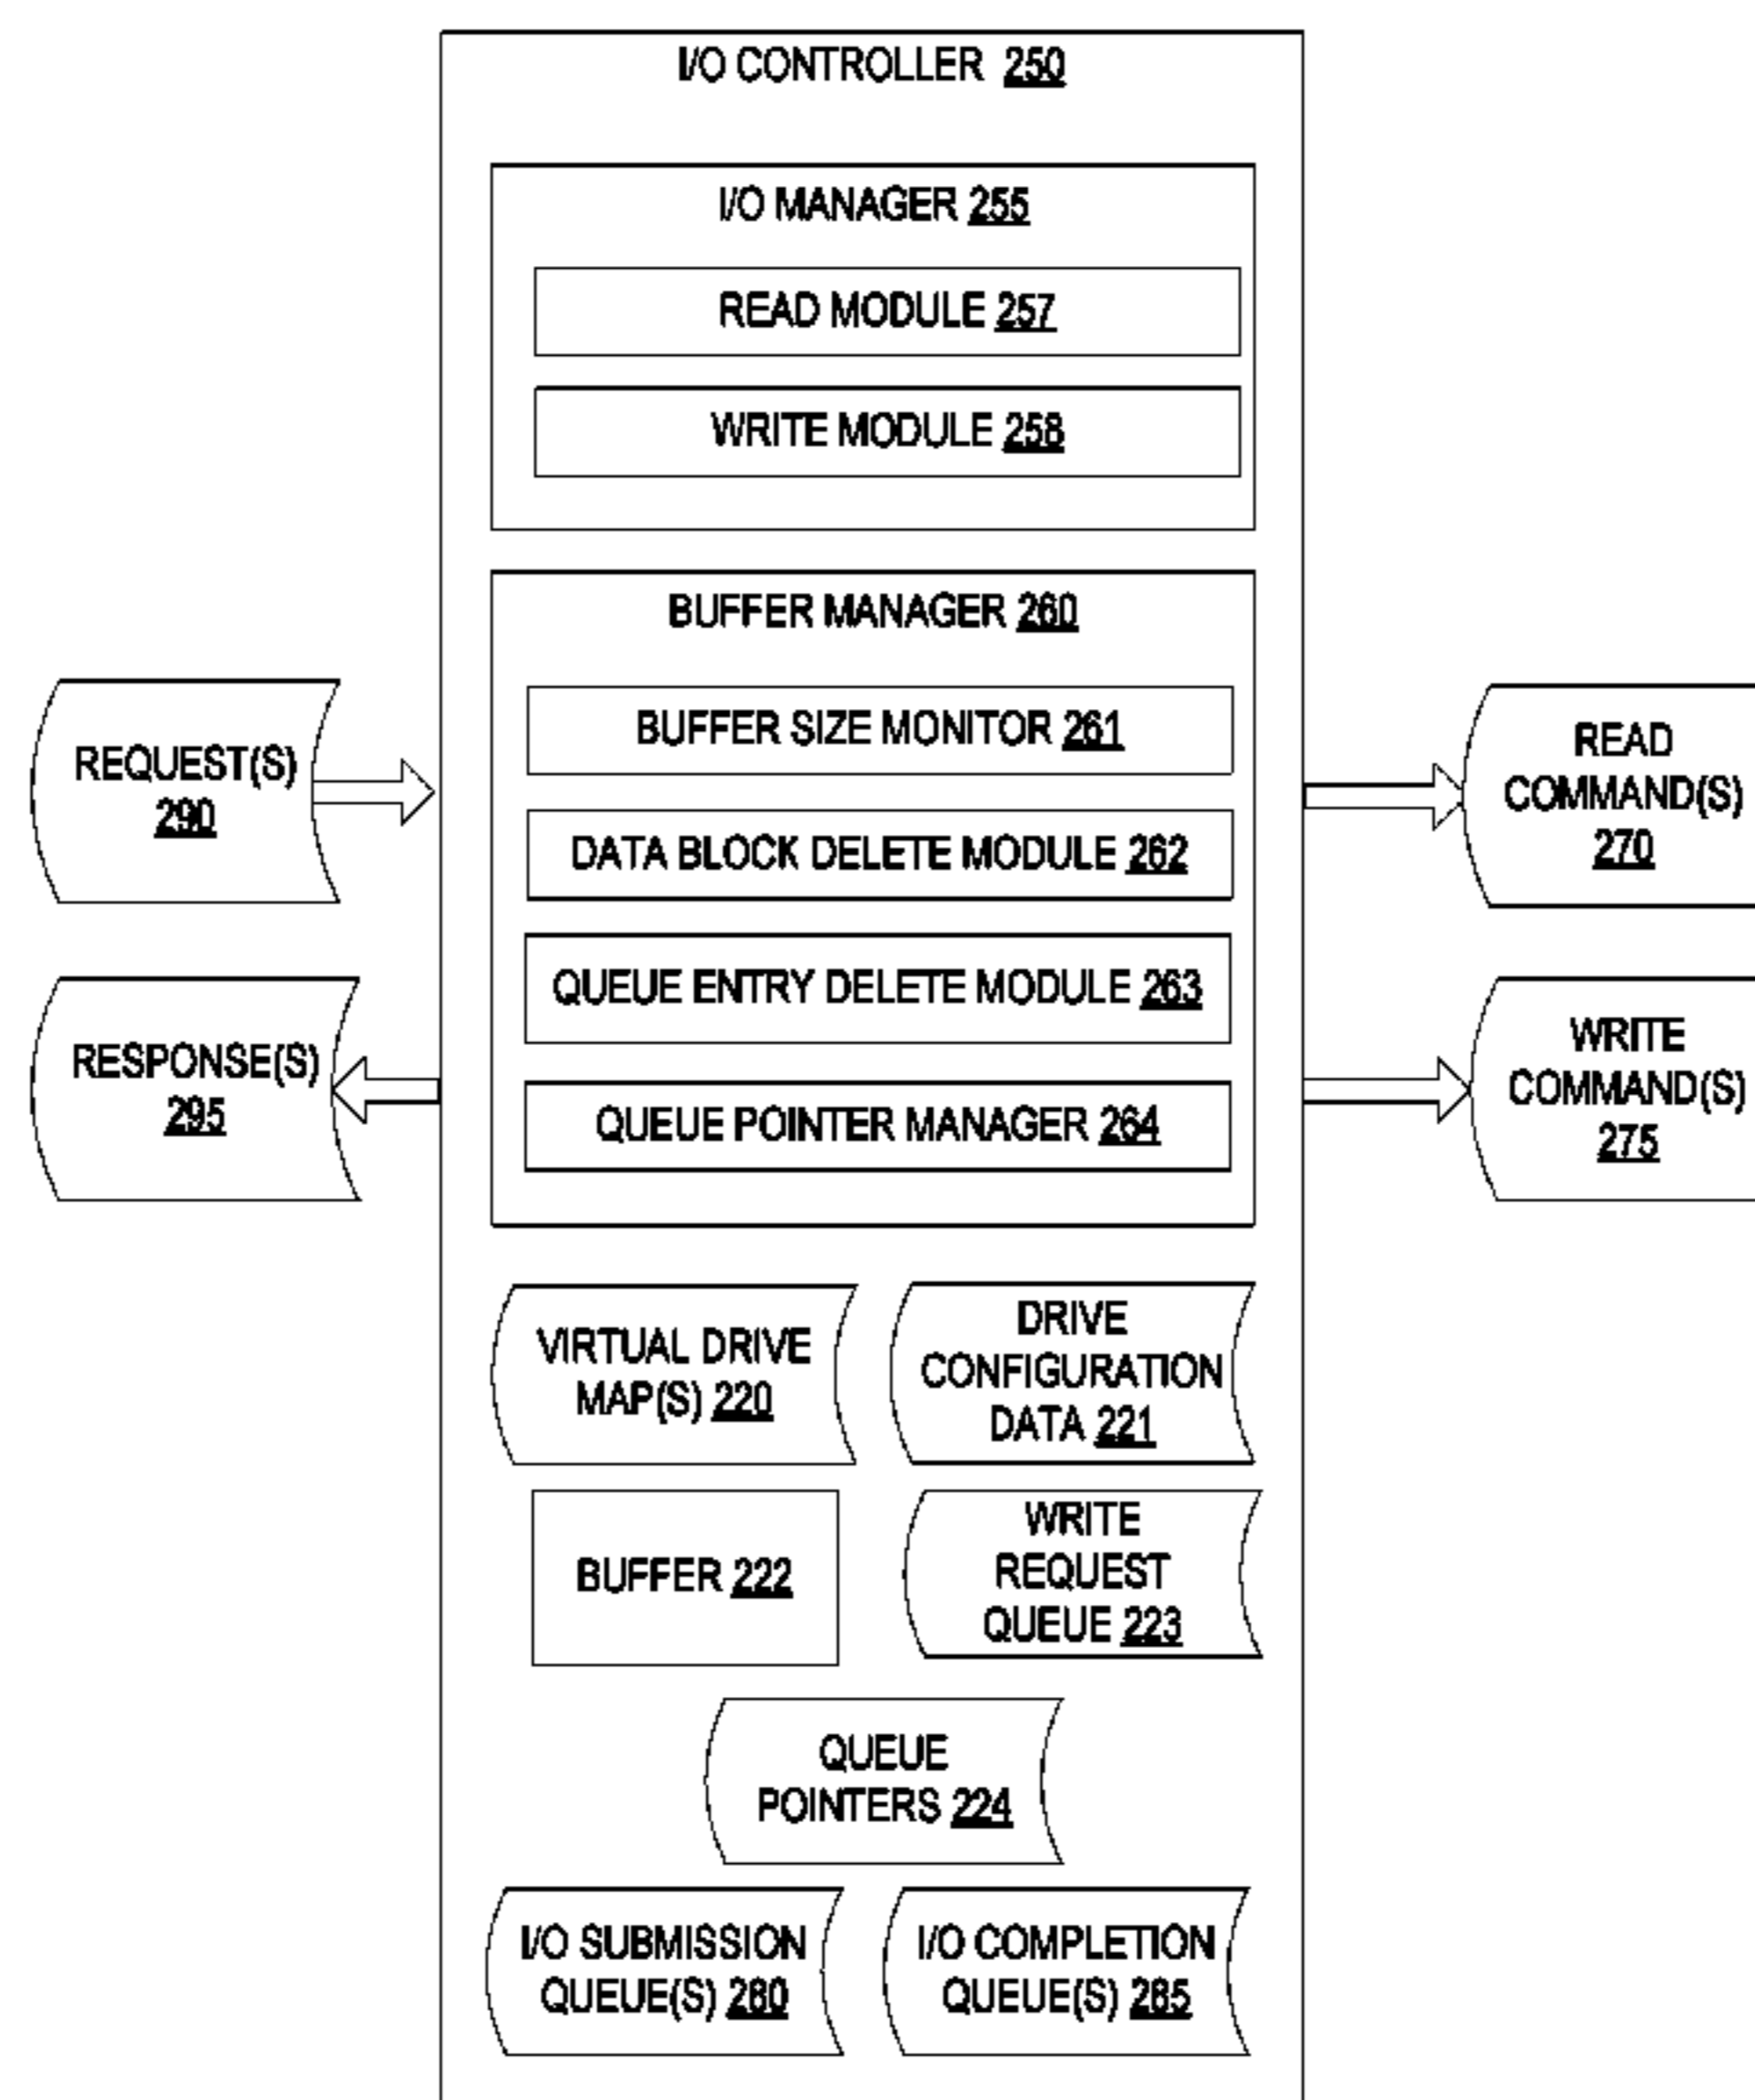 I/O CONTROLLER 250
I/O MANAGER 255
READ MODULE 257
WRITE MODULE 258
BUFFER MANAGER 260
BUFFER SIZE MONITOR 261
DATA BLOCK DELETE MODULE 262
QUEUE ENTRY DELETE MODULE 263
QUEUE POINTER MANAGER 264
REQUEST(S)
290
RESPONSE(S)
295
READ
COMMAND(S)
270
WRITE
COMMAND(S)
275
VIRTUAL DRIVE
MAP(S) 220
DRIVE
CONFIGURATION
DATA 221
BUFFER 222
WRITE
REQUEST
QUEUE 223
QUEUE
POINTERS 224
I/O SUBMISSION
QUEUE(S) 280
I/O COMPLETION
QUEUE(S) 285